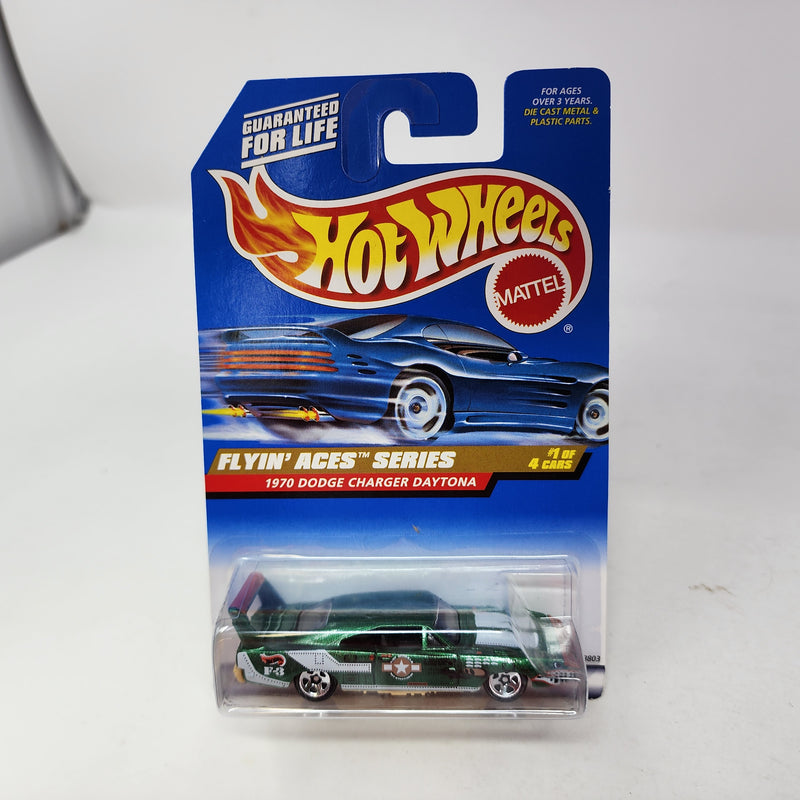 GUARANTEED
FOR LIFE
FOR AGES
OVER 3 YEARS.
DIE CAST METAL &
PLASTIC PARTS.
HOT WHEELS
MATTEL
®
FLYIN' ACES™ SERIES
#1 OF
4 CARS
1970 DODGE CHARGER DAYTONA
F-3